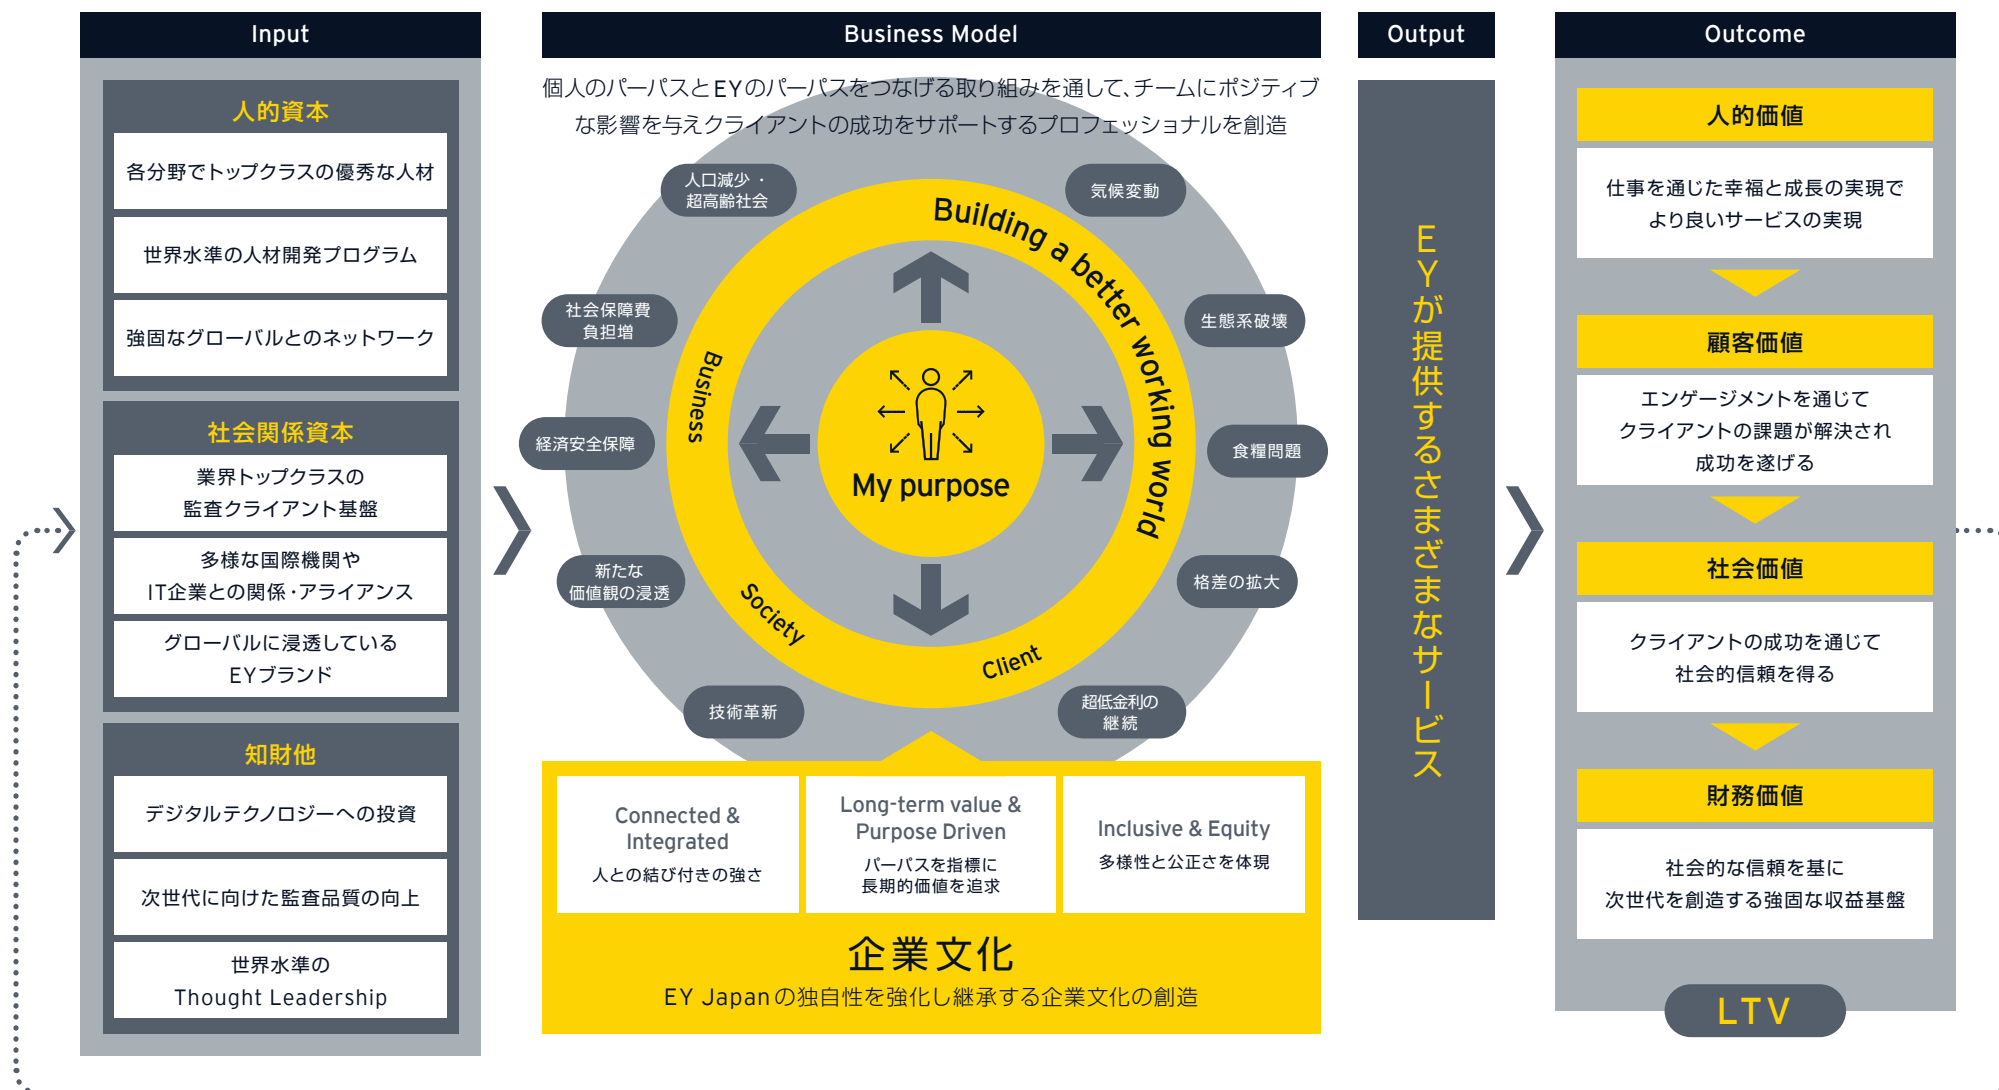 Input
人的資本
各分野でトップクラスの優秀な人材
世界水準の人材開発プログラム
強固なグローバルとのネットワーク
社会関係資本
業界トップクラスの
監査クライアント基盤
多様な国際機関や
IT企業との関係・アライアンス
グローバルに浸透している
EYブランド
知財他
デジタルテクノロジーへの投資
次世代に向けた監査品質の向上
世界水準の
Thought Leadership
Business Model
個人のパーパスとEYのパーパスをつなげる取り組みを通して、チームにポジティブ
な影響を与えクライアントの成功をサポートするプロフェッショナルを創造
人口減少・
超高齢社会
気候変動
社会保障費
負担増
生態系破壊
経済安全保障
食糧問題
新たな
価値観の浸透
格差の拡大
技術革新
超低金利の
継続
Building a better working world
Business
Society
Client
My purpose
Connected &
Integrated
人との結び付きの強さ
Long-term value &
Purpose Driven
パーパスを指標に
長期的価値を追求
Inclusive & Equity
多様性と公正さを体現
企業文化
EY Japanの独自性を強化し継承する企業文化の創造
Output
EYが提供するさまざまなサービス
Outcome
人的価値
仕事を通じた幸福と成長の実現で
より良いサービスの実現
顧客価値
エンゲージメントを通じて
クライアントの課題が解決され
成功を遂げる
社会価値
クライアントの成功を通じて
社会的信頼を得る
財務価値
社会的な信頼を基に
次世代を創造する強固な収益基盤
LTV